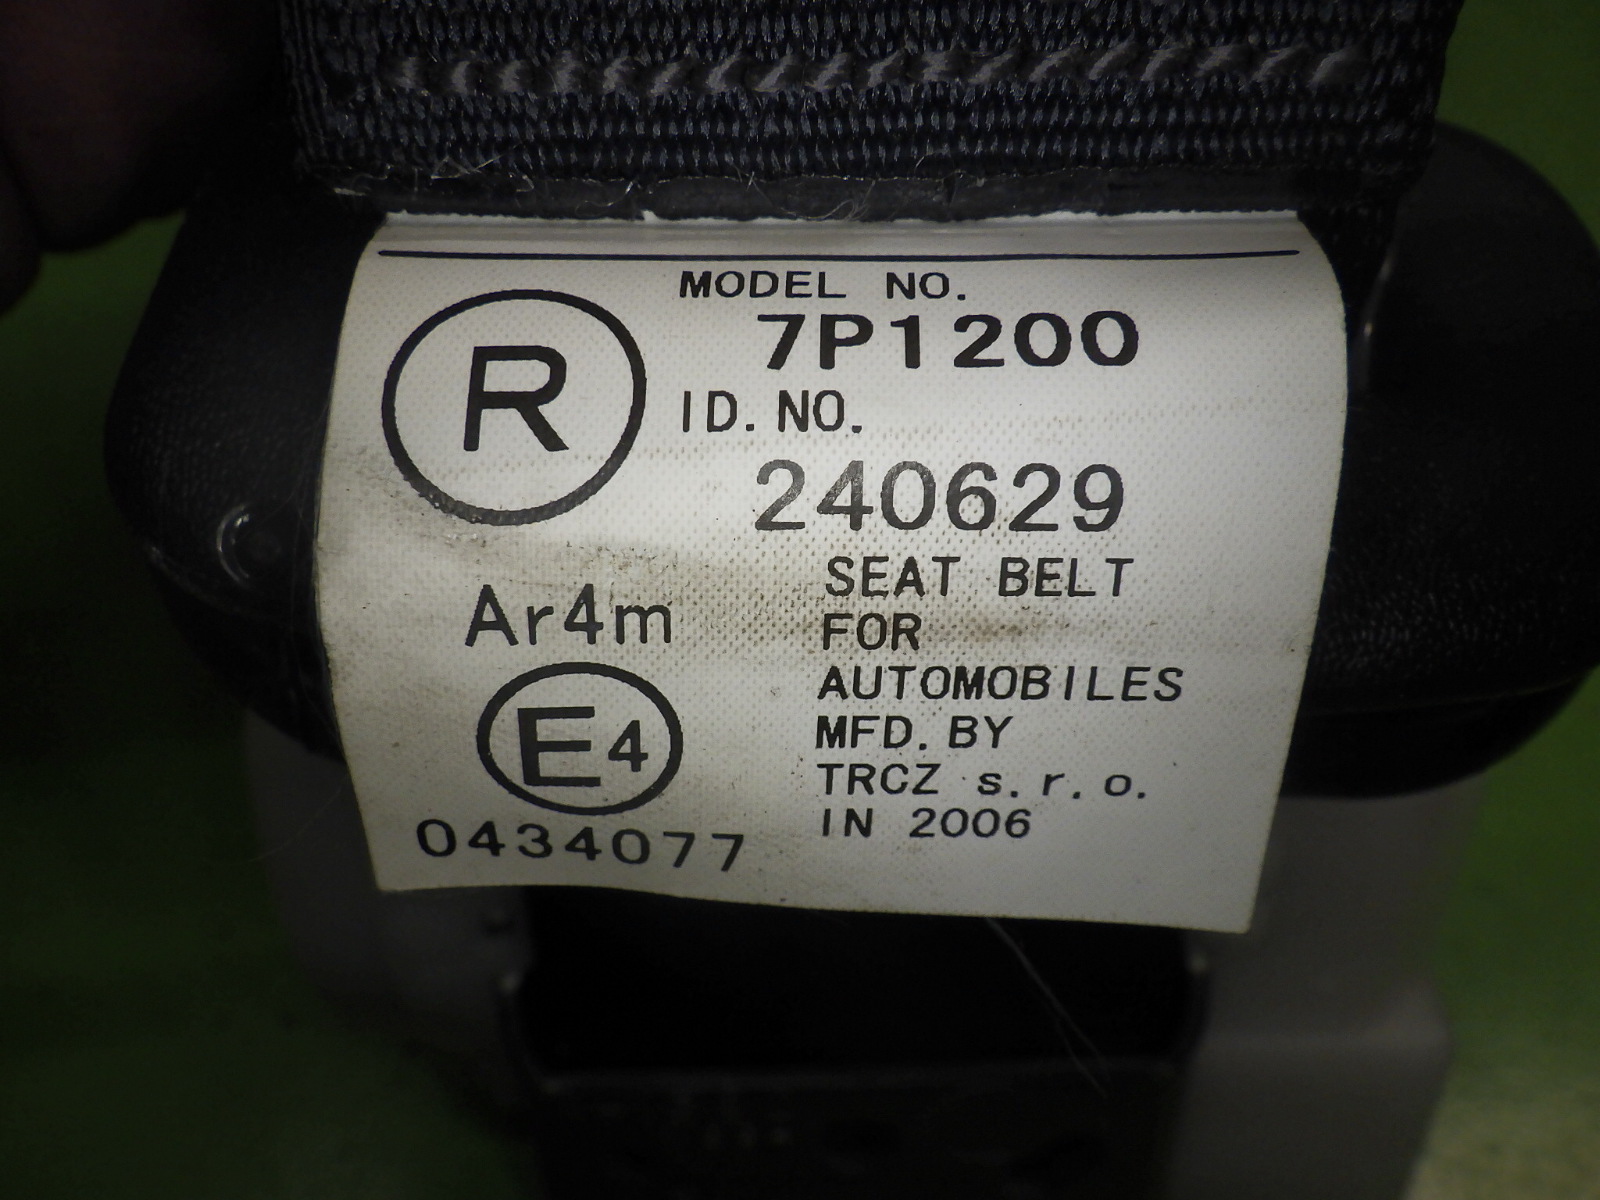 MODEL NO.
7P1200
R
ID. NO.
240629
SEAT BELT
FOR
AUTOMOBILES
MFD. BY
TRCZ s. r. o.
IN 2006
Ar4m
E4
0434077